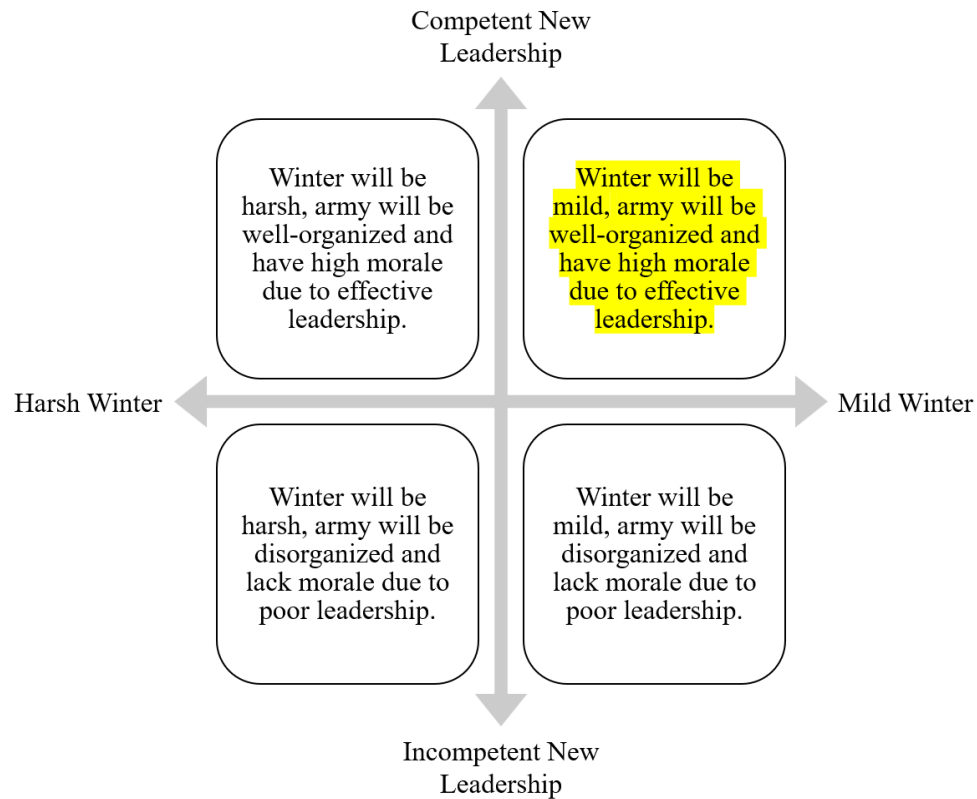 Competent New
Leadership
Winter will be
harsh, army will be
well-organized and
have high morale
due to effective
leadership.
Winter will be
mild, army will be
well-organized and
have high morale
due to effective
leadership.
Harsh Winter
Mild Winter
Winter will be
harsh, army will be
disorganized and
lack morale due to
poor leadership.
Winter will be
mild, army will be
disorganized and
lack morale due to
poor leadership.
Incompetent New
Leadership